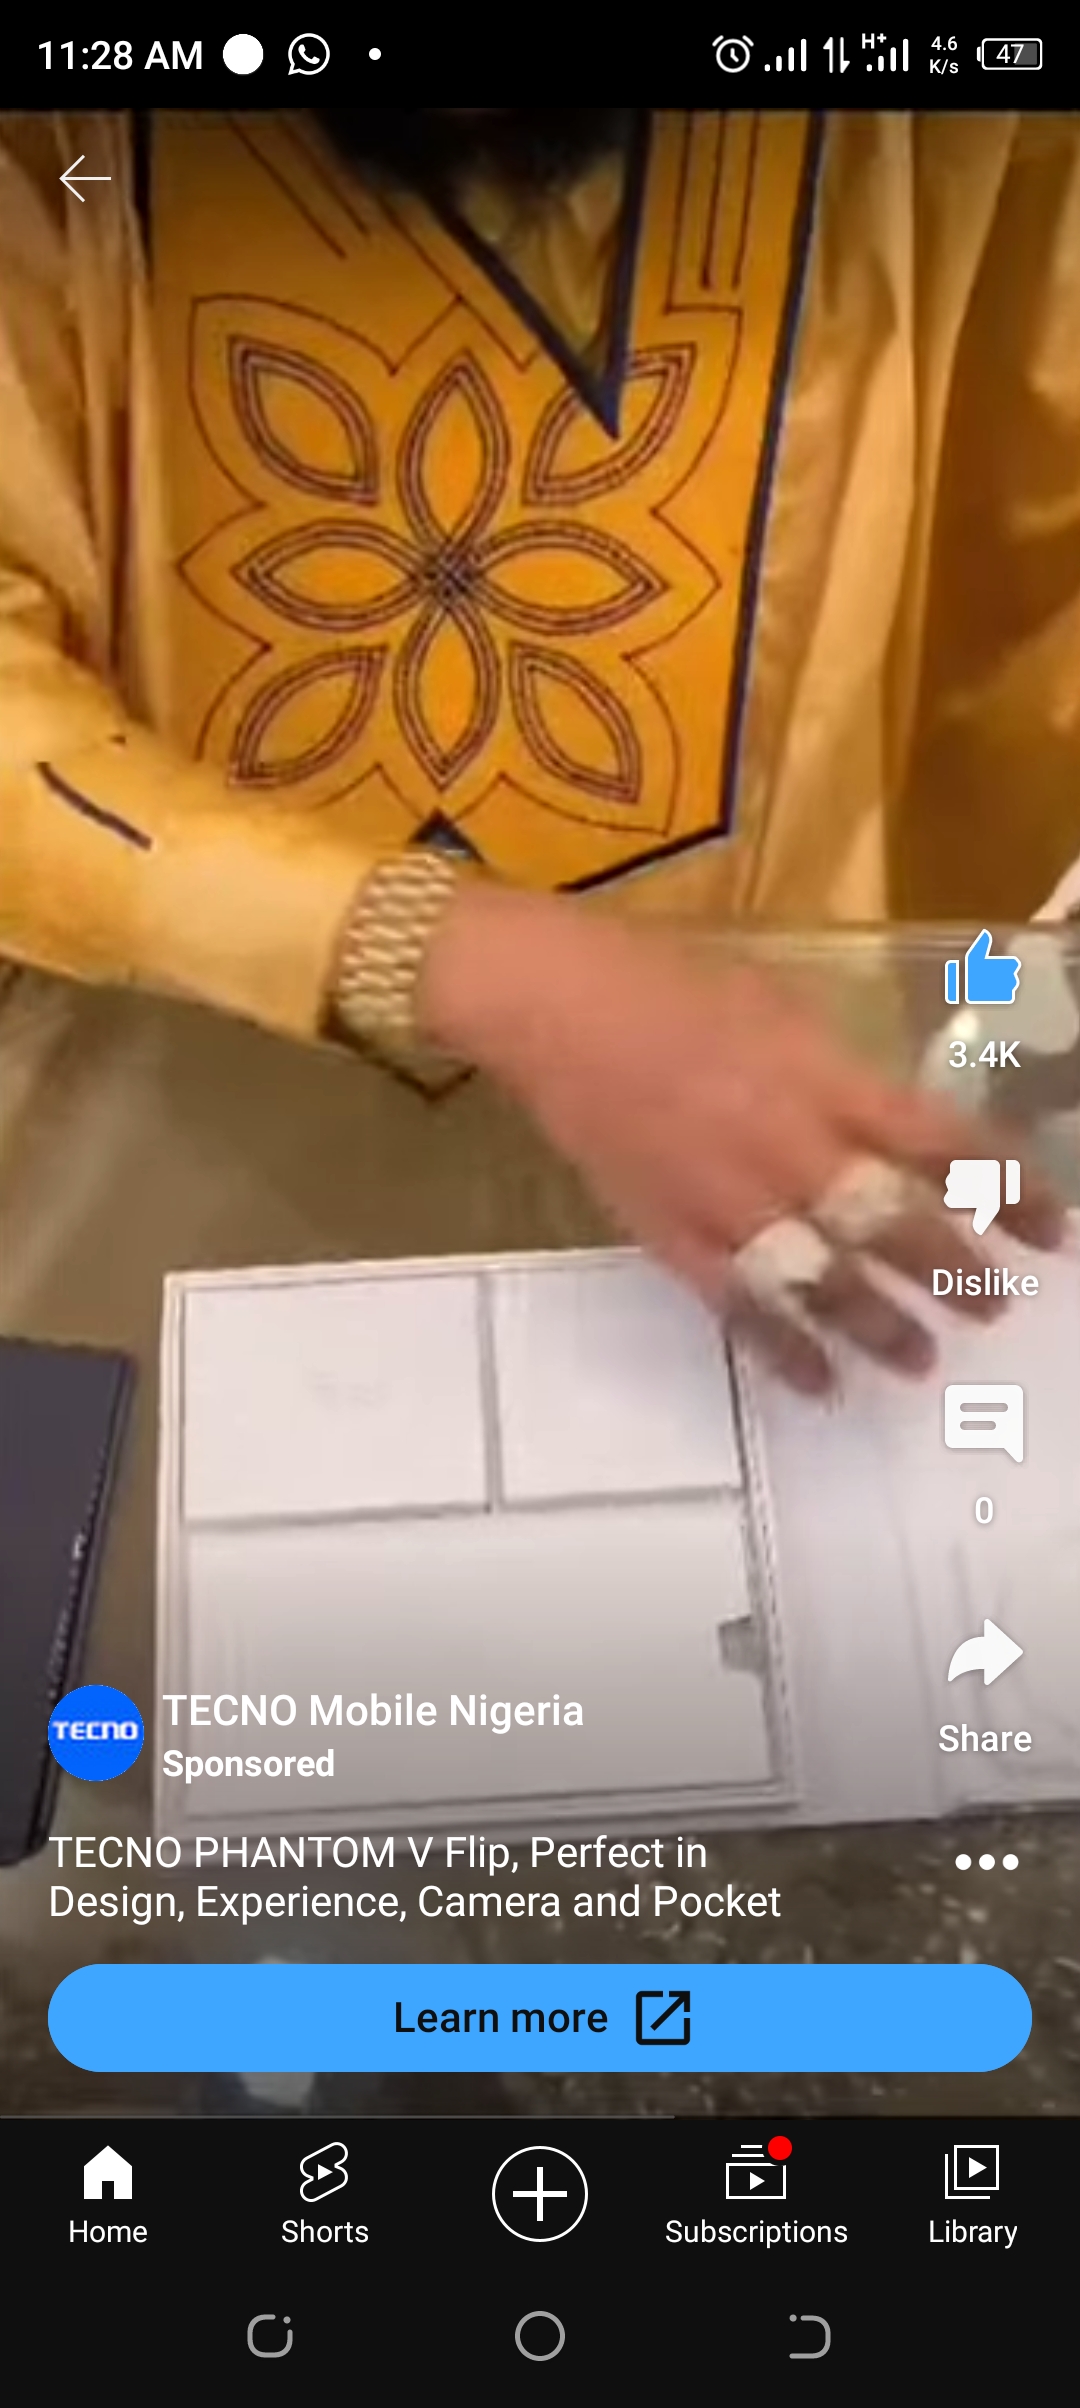 11:28 AM
H+
4.6
K/s
47
3.4K
Dislike
0
Share
TECNO
TECNO Mobile Nigeria
Sponsored
TECNO PHANTOM V Flip, Perfect in
Design, Experience, Camera and Pocket
Learn more
Home
Shorts
Subscriptions
Library